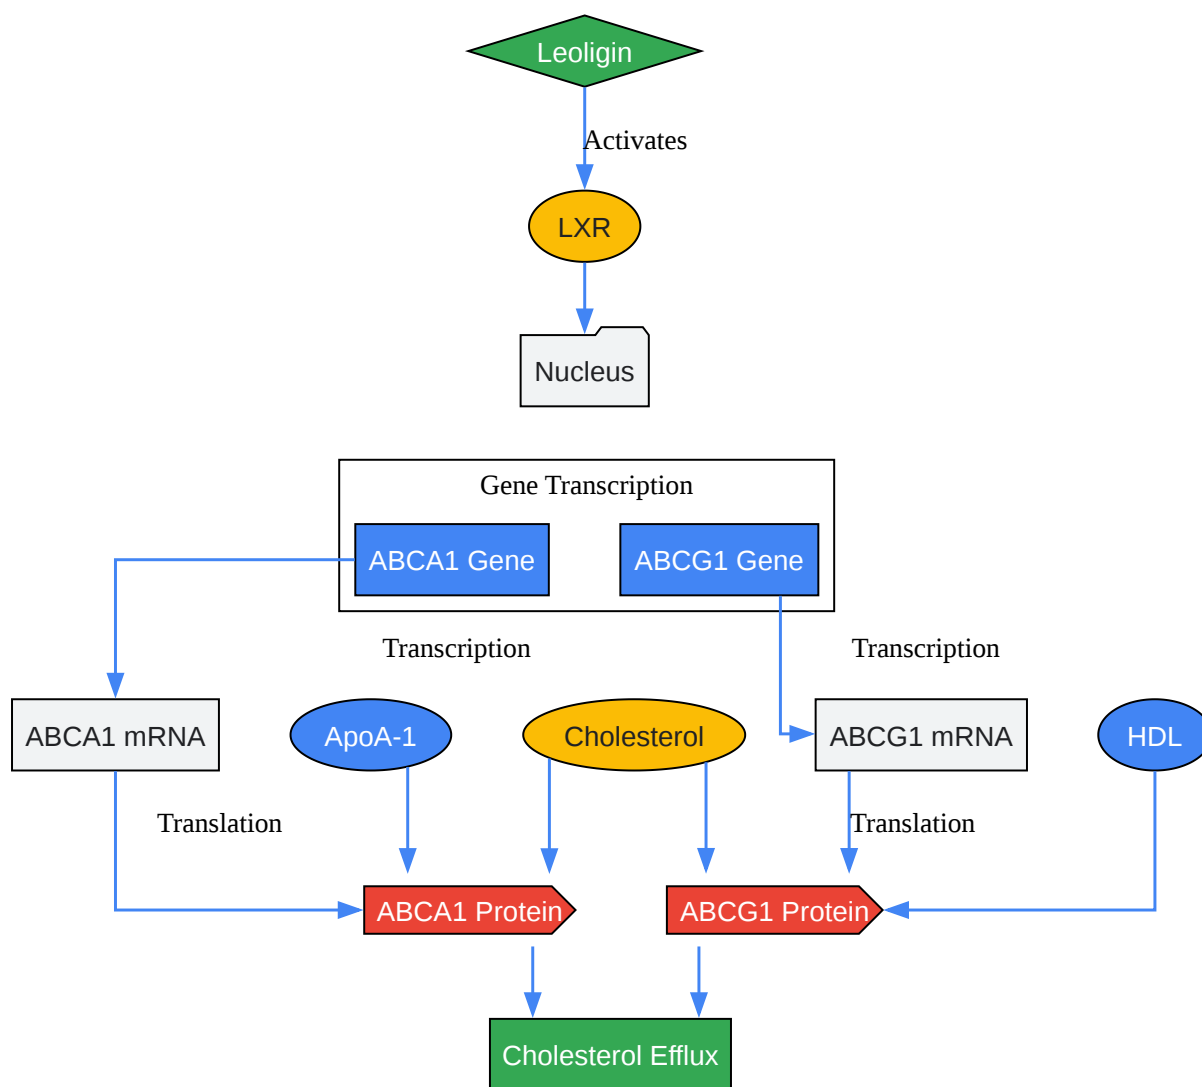 Leoligin
Activates
LXR
Nucleus
Gene Transcription
ABCA1 Gene
ABCG1 Gene
Transcription
Transcription
ABCA1 mRNA
ApoA-1
Cholesterol
ABCG1 mRNA
HDL
Translation
Translation
ABCA1 Protein
ABCG1 Protein
Cholesterol Efflux